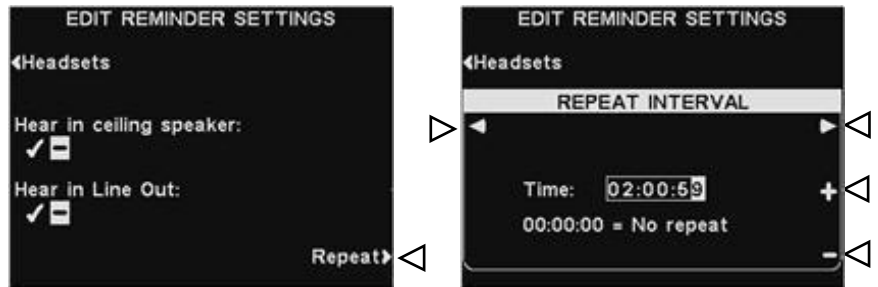 EDIT REMINDER SETTINGS
◀Headsets
Hear in ceiling speaker:
✓ –
Hear in Line Out:
✓ –
Repeat▶
EDIT REMINDER SETTINGS
◀Headsets
REPEAT INTERVAL
Time: 02:00:59
+
00:00:00 = No repeat
–